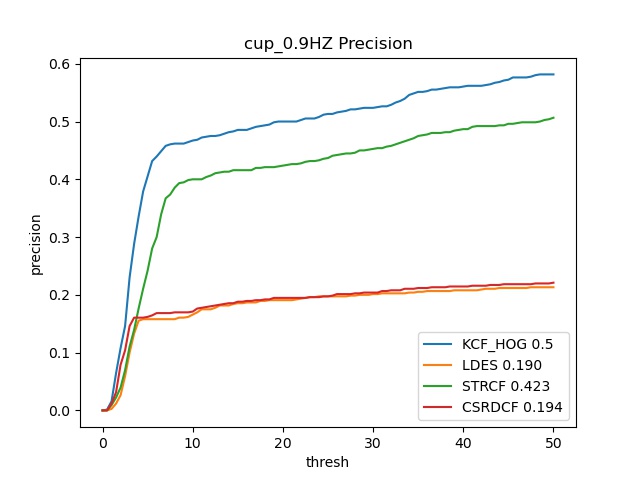 cup_0.9HZ Precision
0.6
0.5
0.4
0.3
0.2
0.1
0.0
precision
0 10 20 30 40 50
thresh
KCF_HOG 0.5
LDES 0.190
STRCF 0.423
CSRDCF 0.194